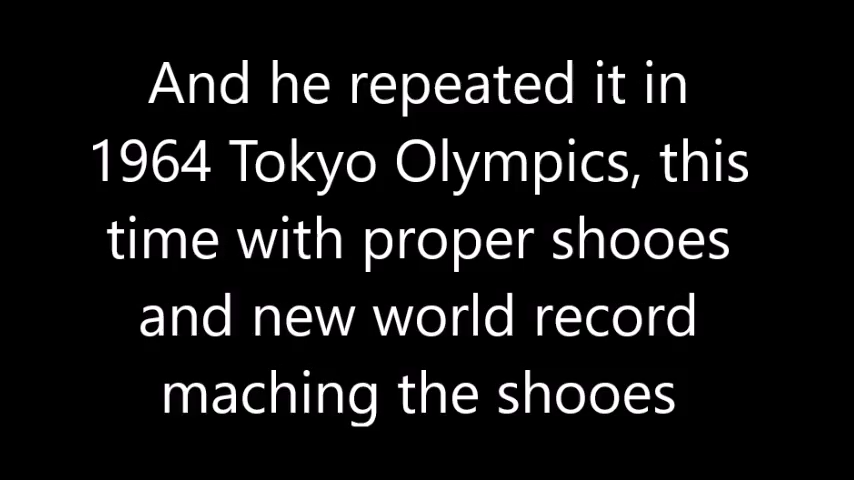 And he repeated it in
1964 Tokyo Olympics, this
time with proper shooes
and new world record
maching the shooes